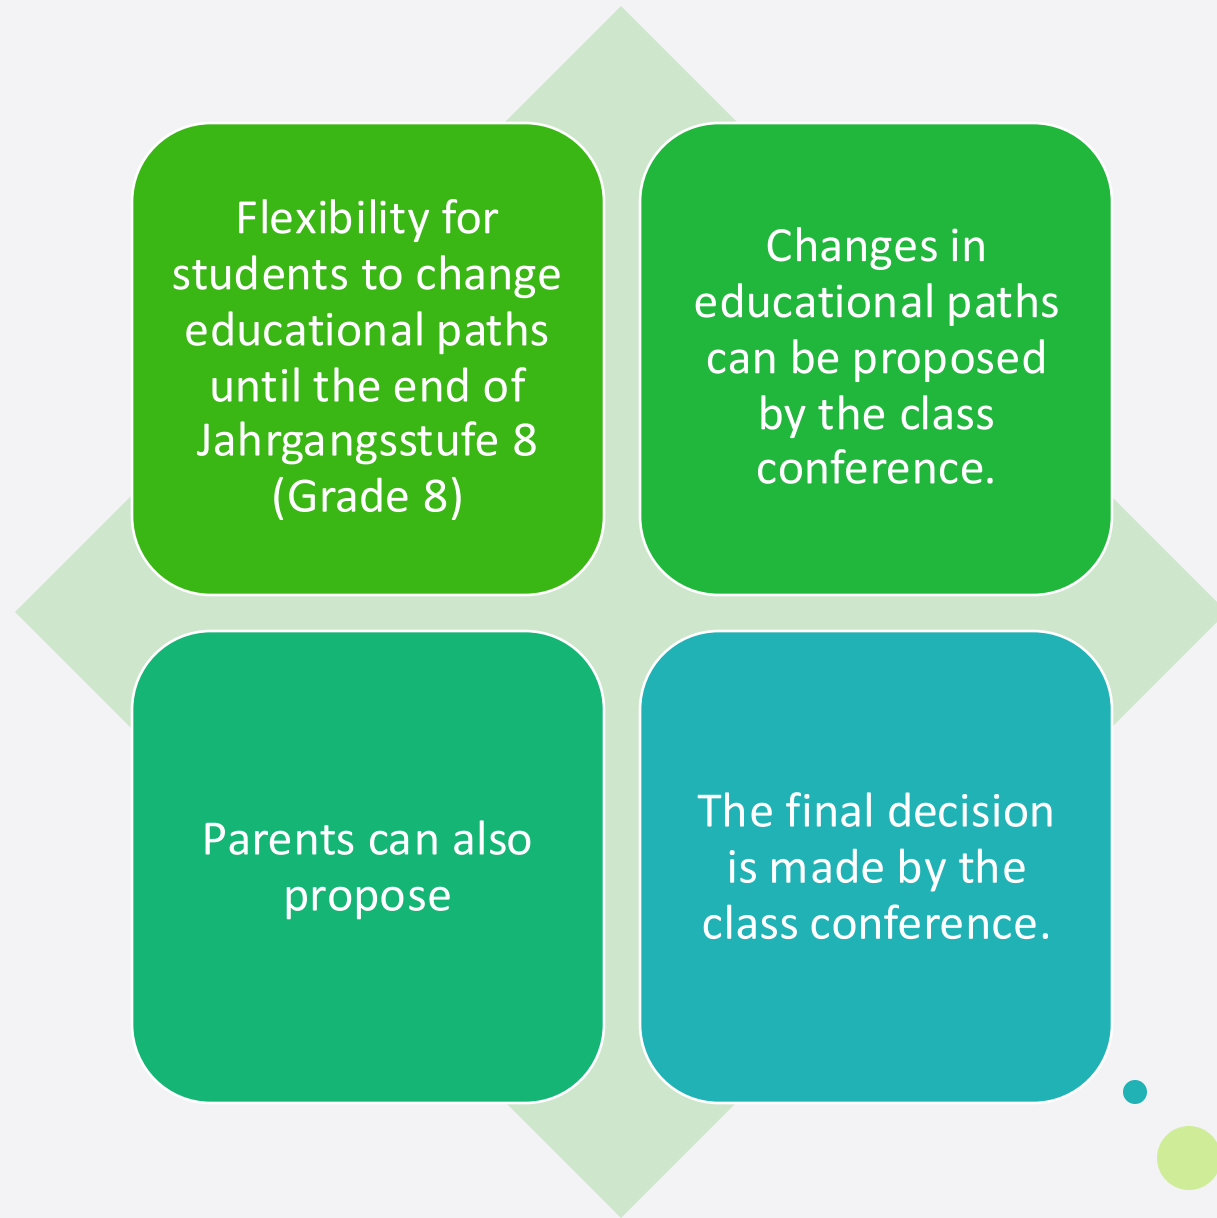 Flexibility for
students to change
educational paths
until the end of
Jahrgangsstufe 8
(Grade 8)
Changes in
educational paths
can be proposed
by the class
conference.
Parents can also
propose
The final decision
is made by the
class conference.